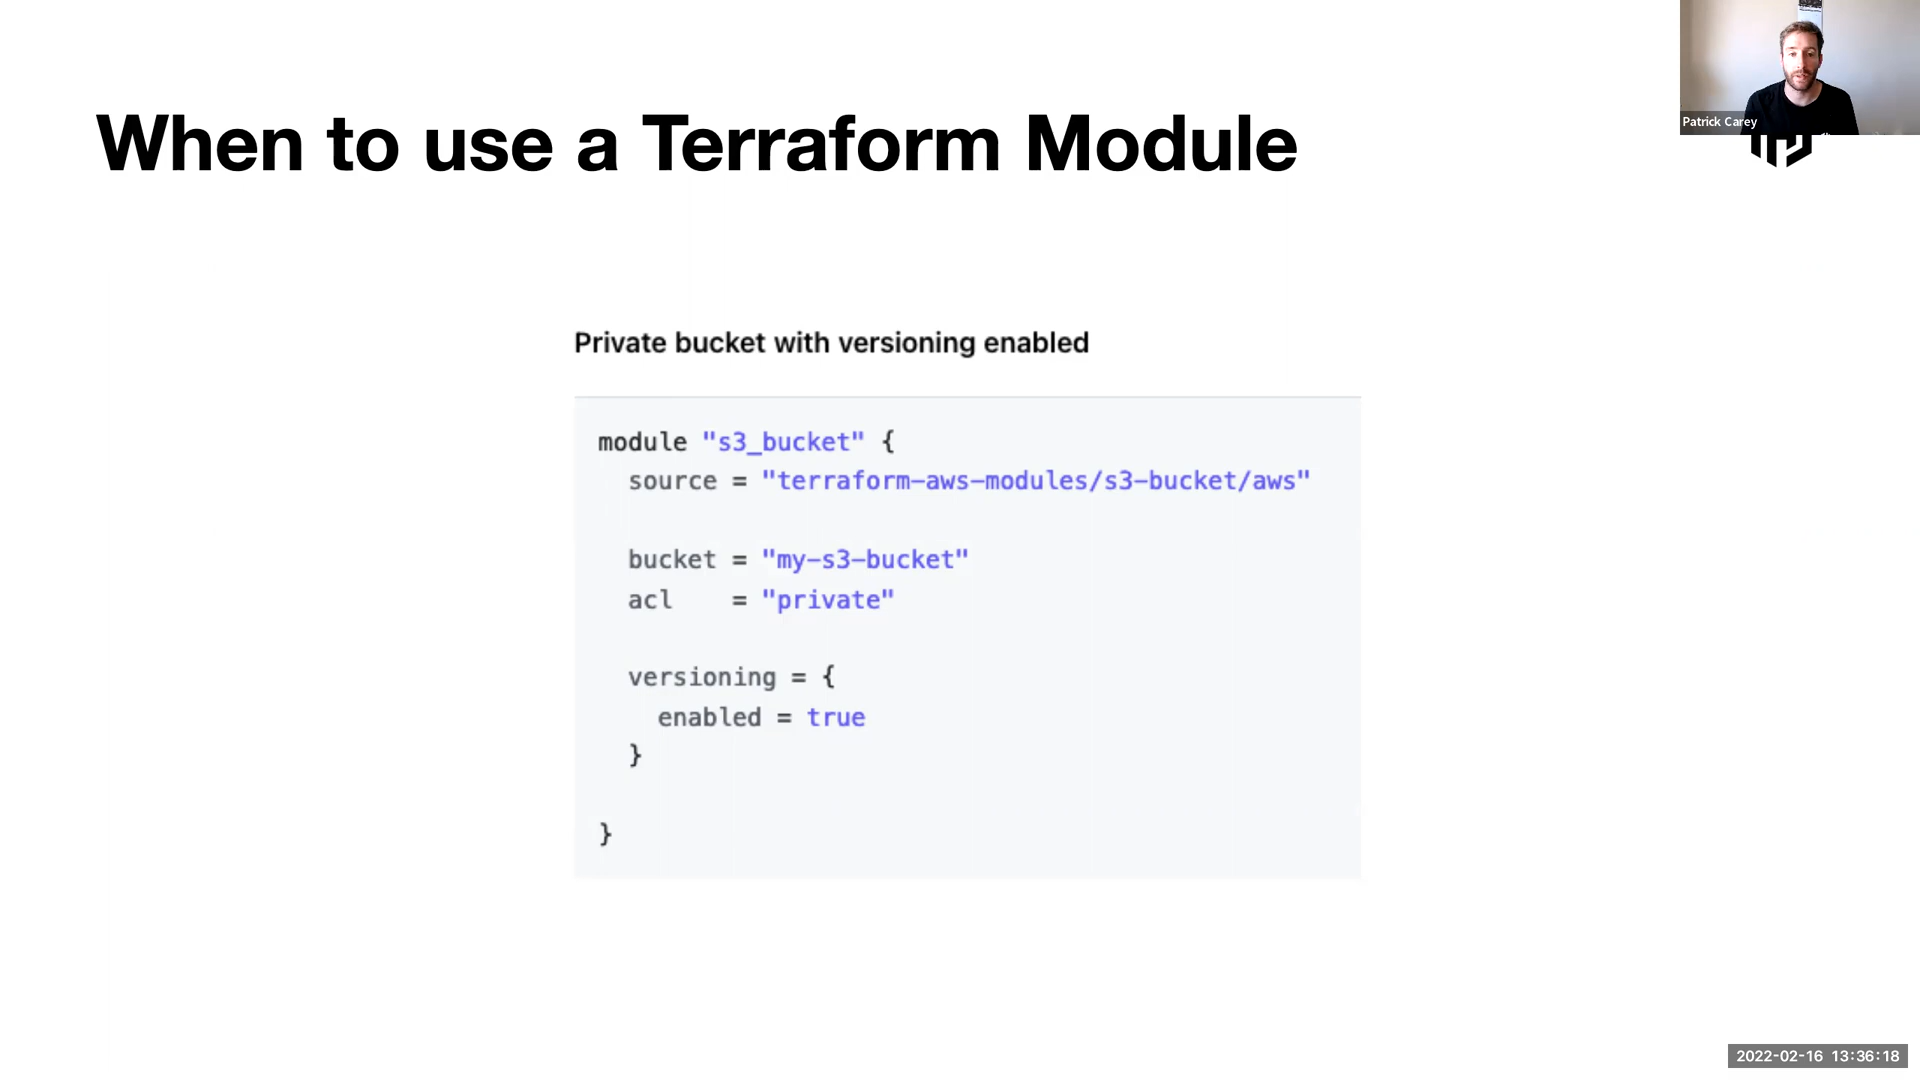 When to use a Terraform Module
Patrick Carey
Private bucket with versioning enabled
module "s3_bucket" {
  source = "terraform-aws-modules/s3-bucket/aws"
  bucket = "my-s3-bucket"
  acl    = "private"
  versioning = {
    enabled = true
  }
}
2022-02-16 13:36:18